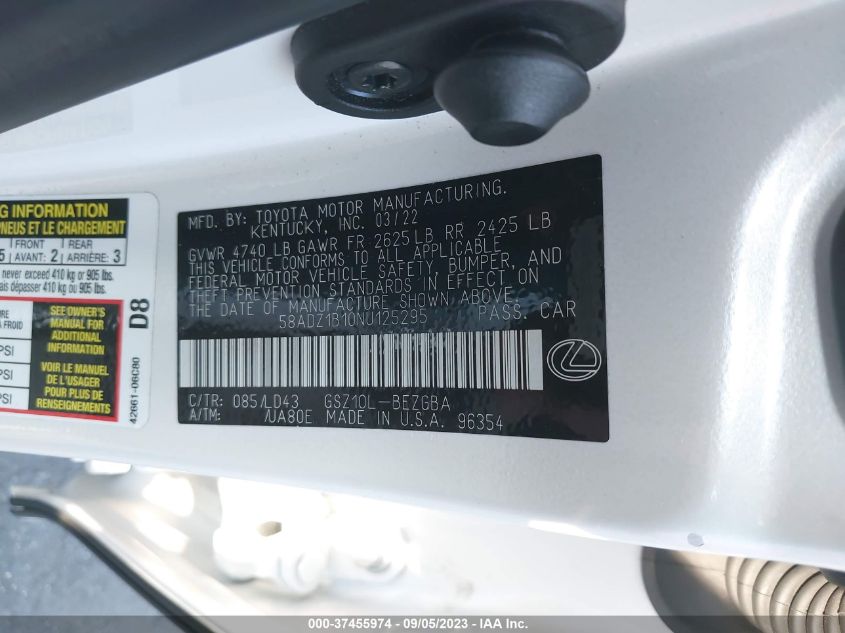 MFD. BY: TOYOTA MOTOR MANUFACTURING.
KENTUCKY, INC. 03/22
GVWR 4740 LB GAWR FR 2625 LB RR 2425 LB
THIS VEHICLE CONFORMS TO ALL APPLICABLE
FEDERAL MOTOR VEHICLE SAFETY, BUMPER, AND
THEFT PREVENTION STANDARDS IN EFFECT ON
THE DATE OF MANUFACTURE SHOWN ABOVE.
58ADZ1B10NU125295 PASS. CAR
C/TR: 085/LD43 GSZ10L-BEZGBA
A/TM: /UA80E MADE IN U.S.A. 96354
G INFORMATION
PNEUS ET LE CHARGEMENT
5 FRONT REAR
AVANT: 2 ARRIÈRE: 3
never exceed 410 kg or 905 lbs.
ais dépasser 410 kg ou 905 lb.
SEE OWNER'S
MANUAL FOR
ADDITIONAL
INFORMATION
VOIR LE MANUEL
DE L'USAGER
POUR PLUS DE
RENSEIGNEMENTS
RE
A FROID
PSI
PSI
PSI
D8
42661-06C80
000-37455974 - 09/05/2023 - IAA Inc.